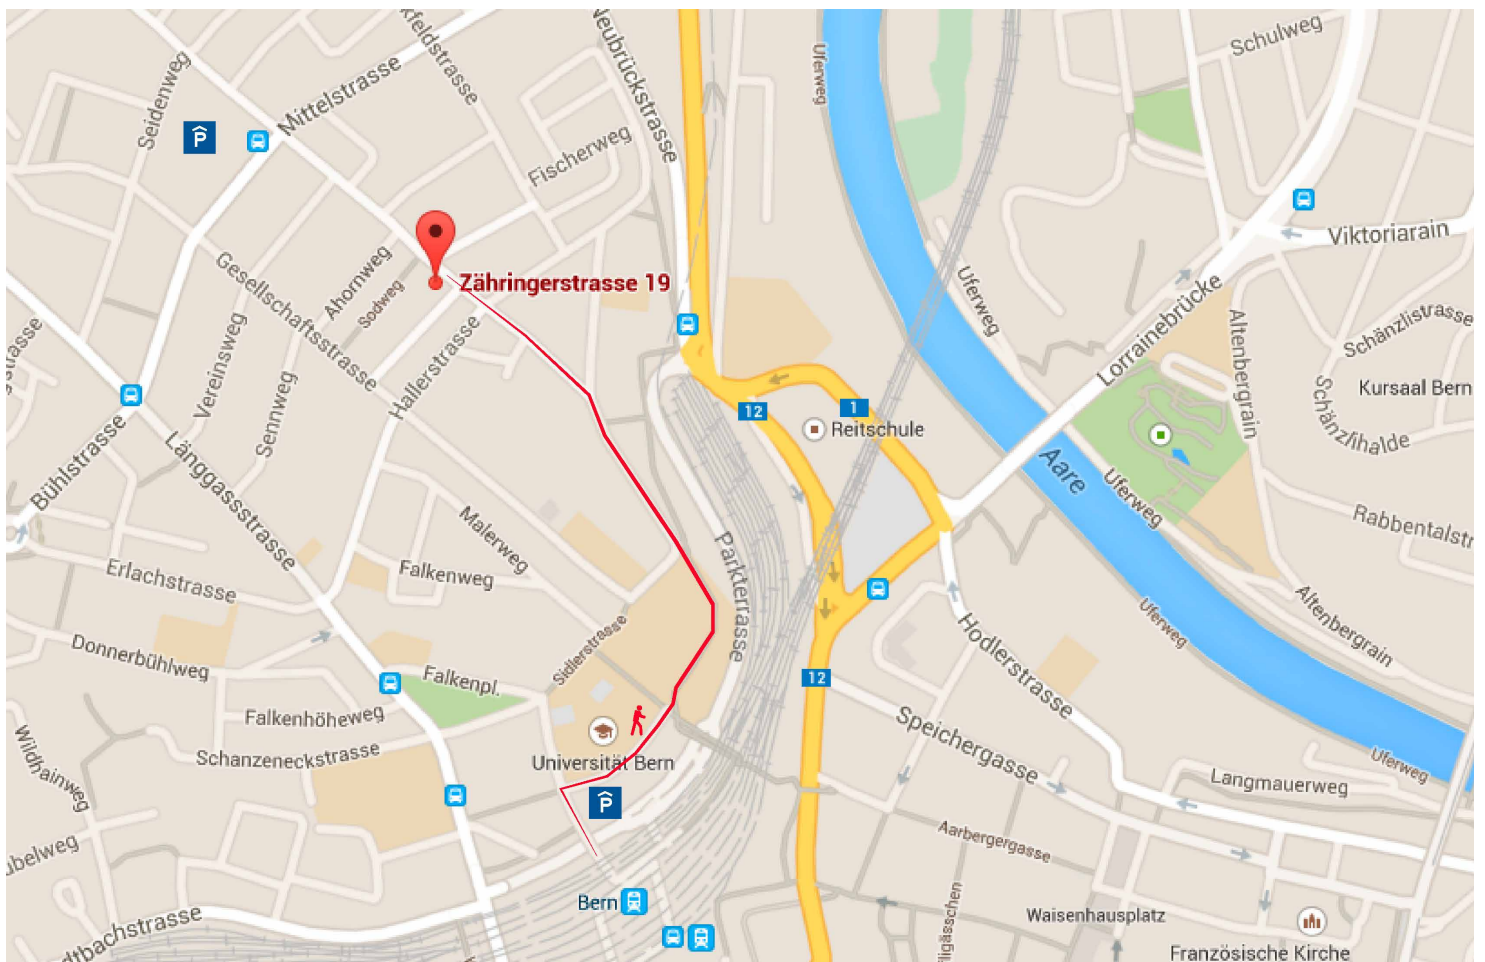 Schulweg
Neubrückstrasse
Uferweg
Seidenweg
Mittelstrasse
P
Fischerweg
Viktoriarain
Ahornweg
Sodweg
Gesellschaftsstrasse
Zähringerstrasse 19
Uferweg
Lorrainebrücke
Altenbergrain
Schänzlistrasse
Vereinsweg
Hallerstrasse
Sennweg
Kursaal Bern
Schänzlihalde
12
1
Reitschule
Aare
Bühlstrasse
Länggassstrasse
Uferweg
Malerweg
Parkterrasse
Falkenweg
Erlachstrasse
Uferweg
Altenbergrain
Hodlerstrasse
Sidlerstrasse
Donnerbühlweg
Falkenpl.
12
Falkenhöheweg
Speichergasse
Schanzeneckstrasse
Wildhainweg
Universität Bern
P
Uferweg
Langmauerweg
Aarbergergasse
Bern
Waisenhausplatz
Französische Kirche